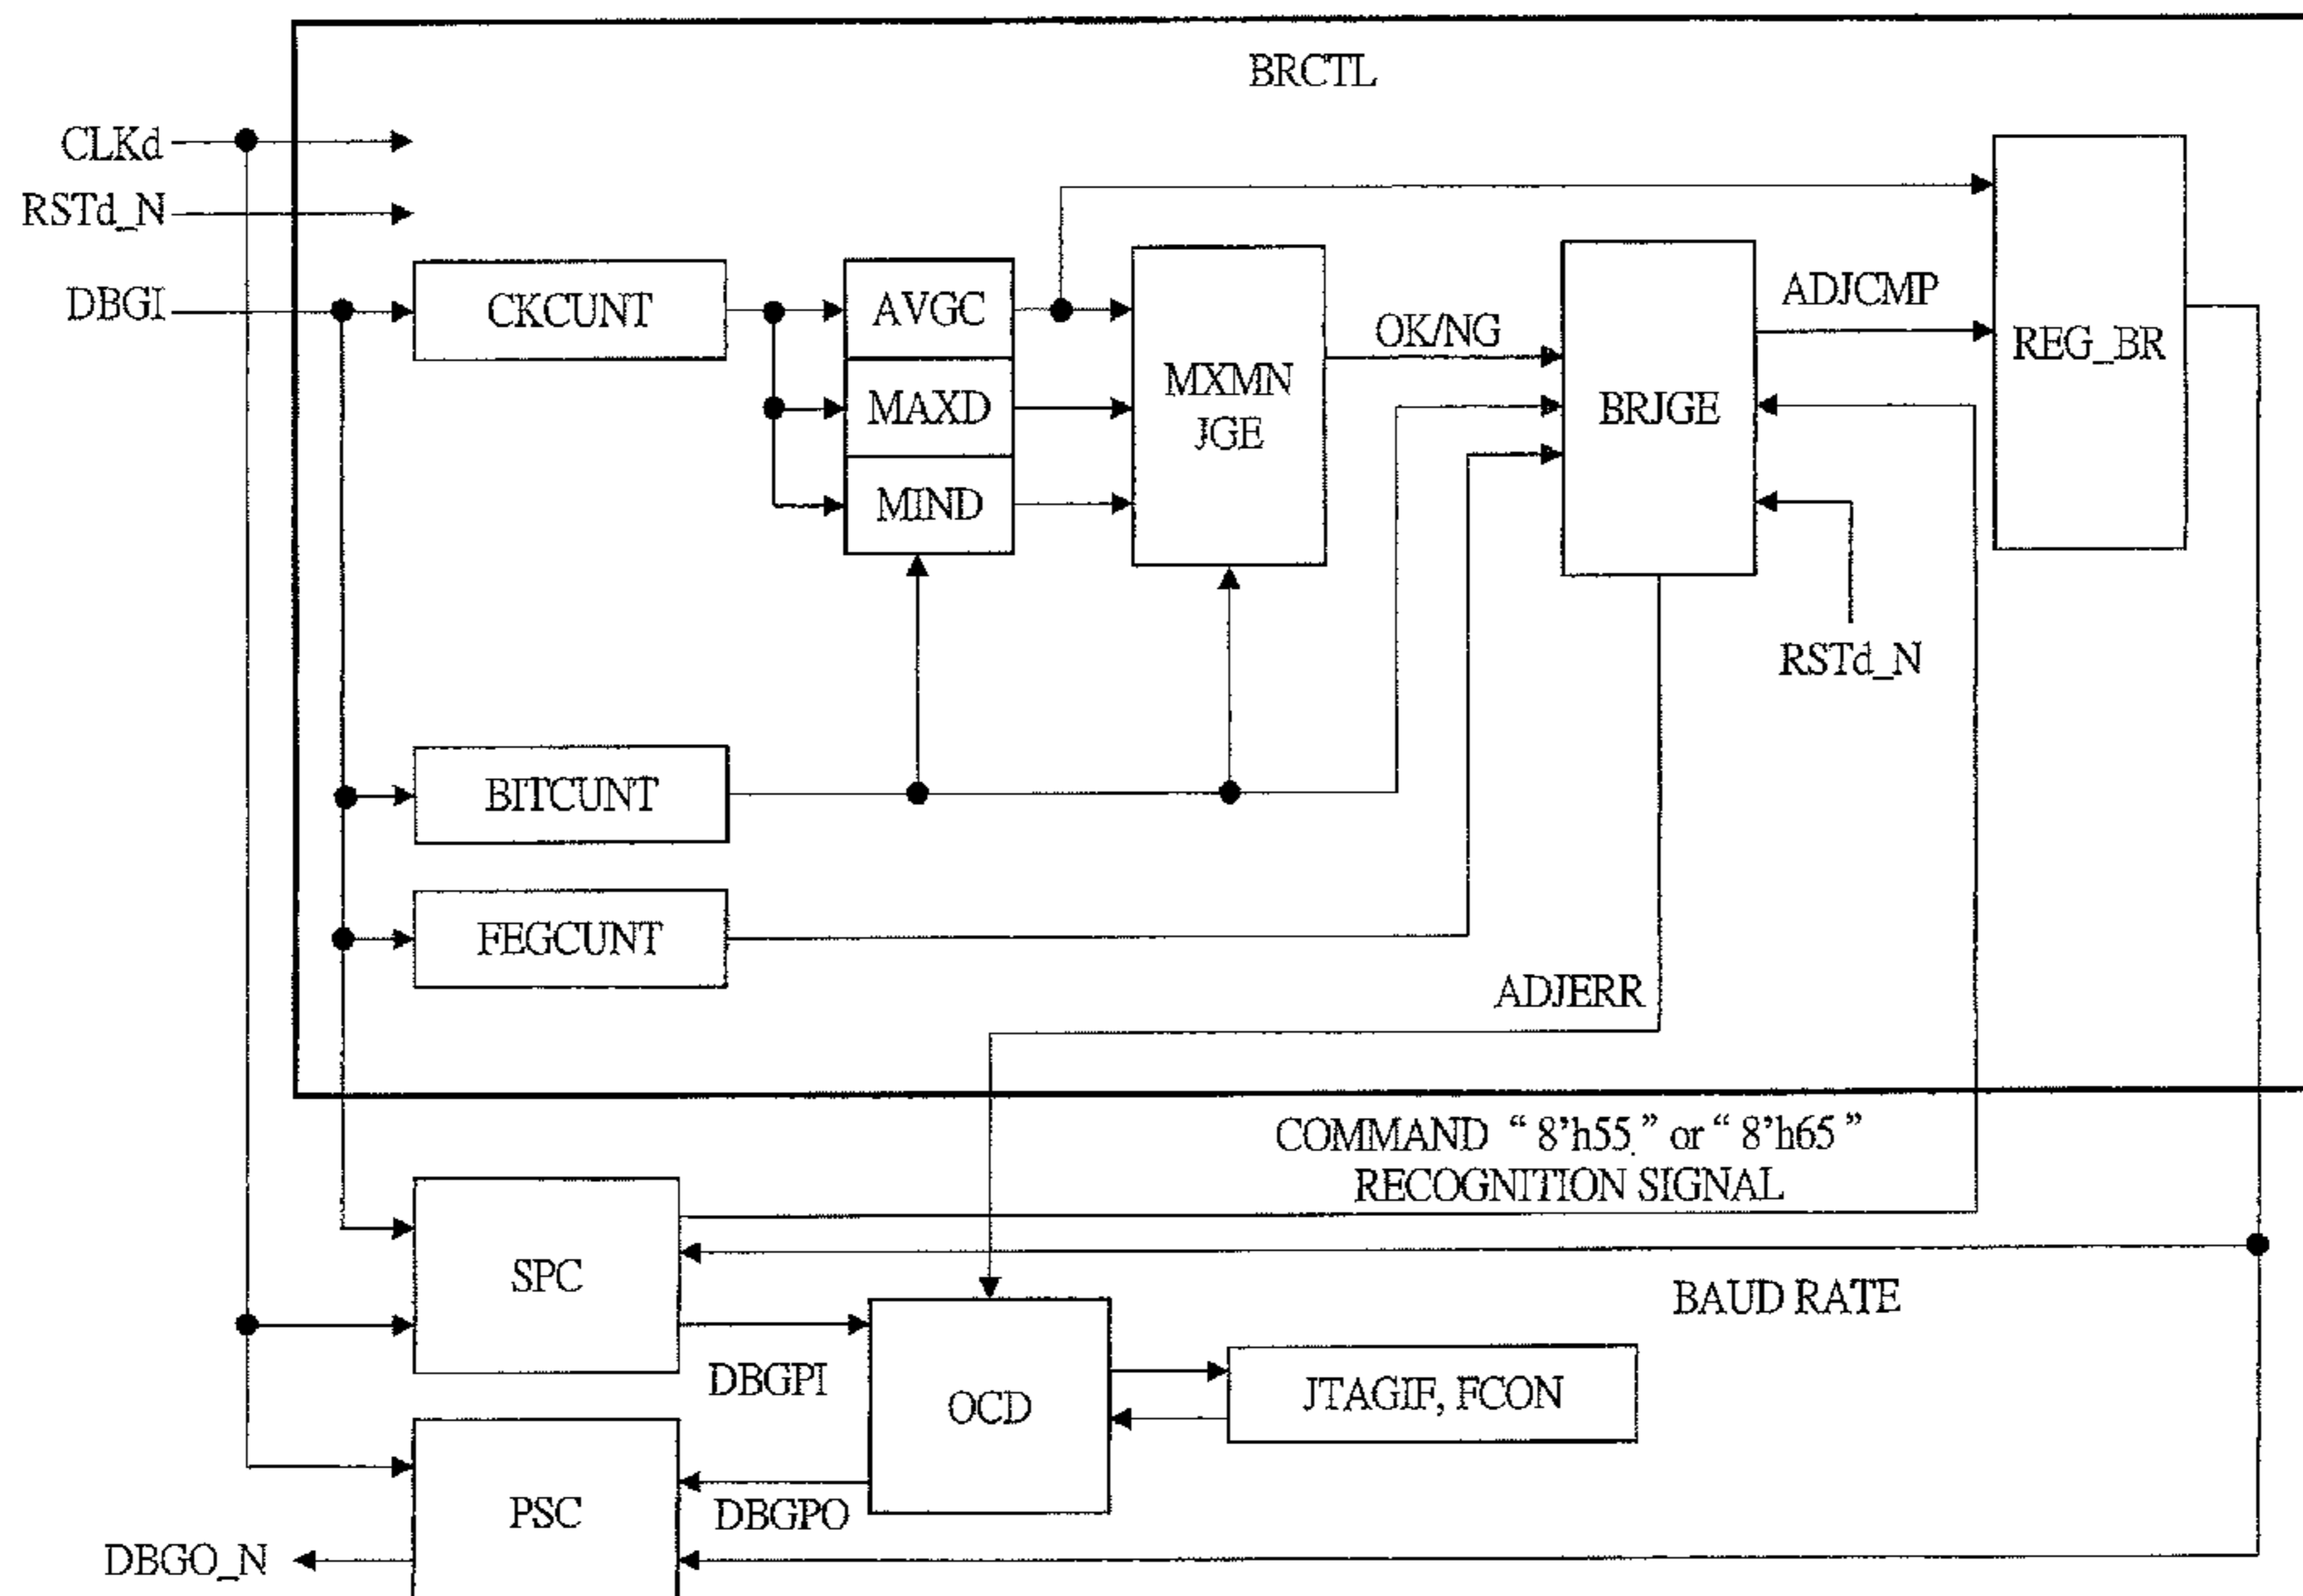 BRCTL
CLKd
RSTd_N
DBGI
CKCUNT
AVGC
MAXD
MIND
MXMN
JGE
OK/NG
BRJGE
ADJCMP
REG_BR
RSTd_N
BITCUNT
FEGCUNT
ADJERR
COMMAND “ 8’h55 ” or “ 8’h65 ”
RECOGNITION SIGNAL
SPC
BAUD RATE
DBGPI
OCD
JTAGIF, FCON
PSC
DBGPO
DBGO_N